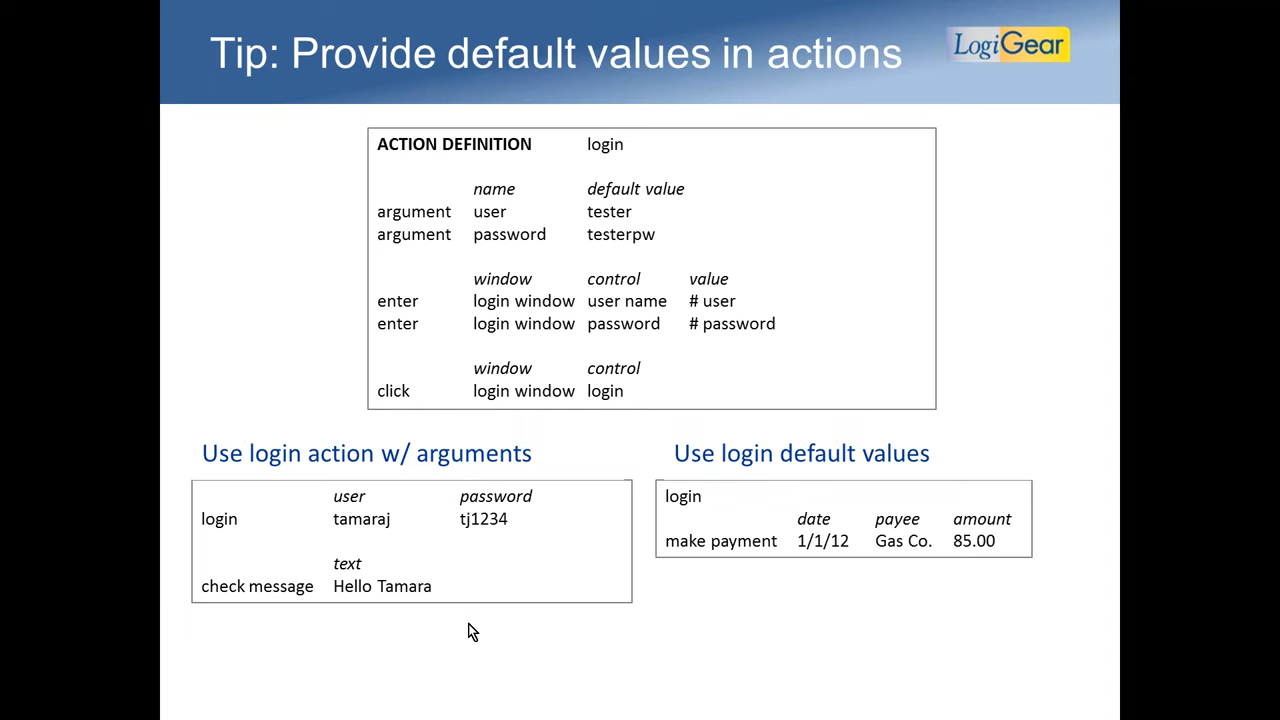 Tip: Provide default values in actions
LogiGear
ACTION DEFINITION login
name default value
argument user tester
argument password testerpw
window control value
enter login window user name # user
enter login window password # password
window control
click login window login
Use login action w/ arguments
user password
login tamaraj tj1234
text
check message Hello Tamara
Use login default values
login
date payee amount
make payment 1/1/12 Gas Co. 85.00